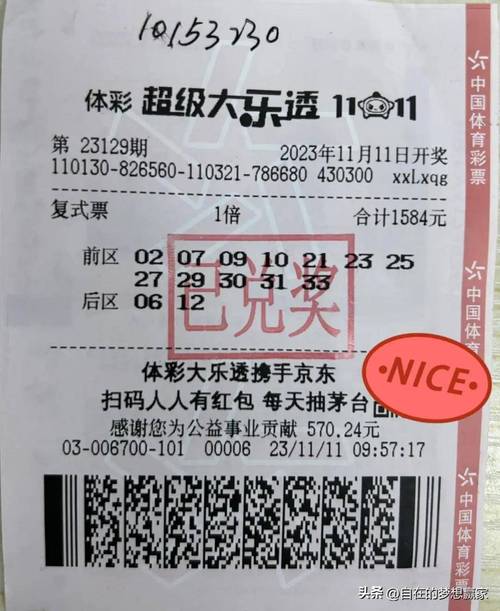 10153230
体彩 超级大乐透 11 11
第 23129期 2023年11月11日开奖
110130-826560-110321-786680 430300 xxLxqg
复式票 1倍 合计1584元
前区 02 07 09 10 21 23 25
27 29 30 31 33
后区 06 12
已兑奖
体彩大乐透携手京东
·NICE·
扫码人人有红包 每天抽茅台
感谢您为公益事业贡献 570.24元
03-006700-101 00006 23/11/11 09:57:17
中国体育彩票
中国体育
中国体育彩票
头条 @自在的梦想赢家